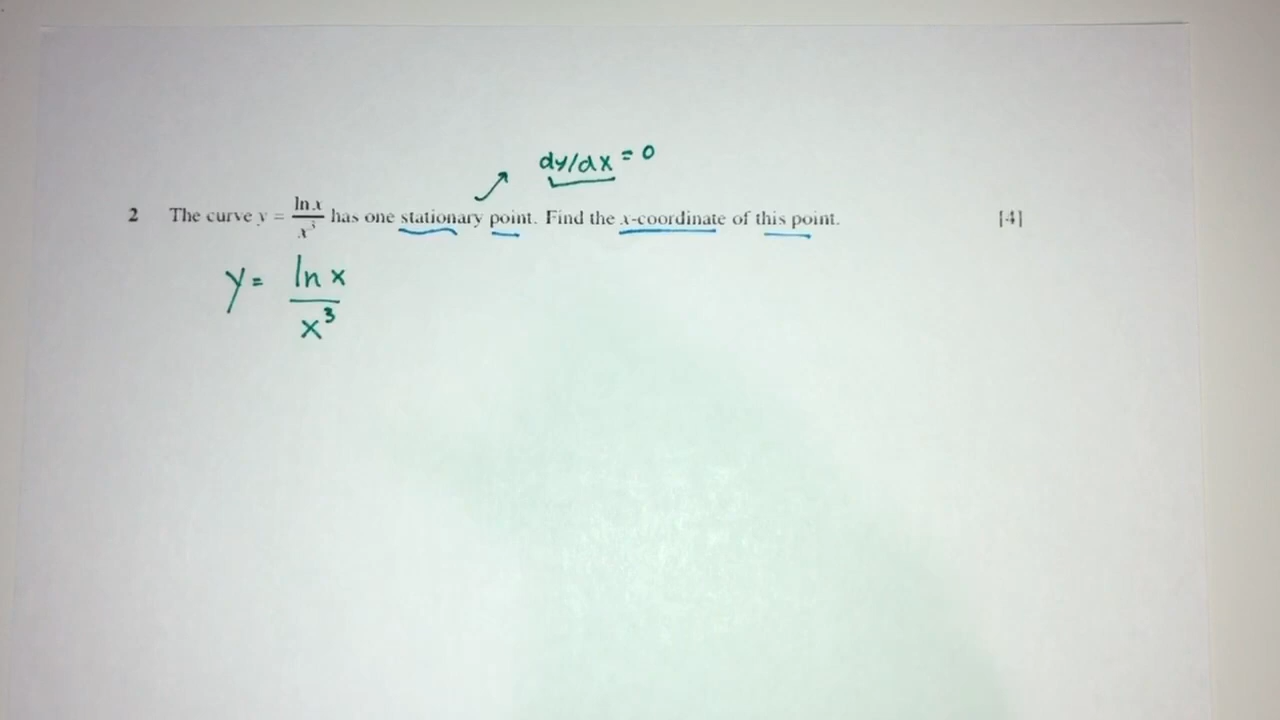 dy/dx = 0
2 The curve y = ln x / x³ has one stationary point. Find the x-coordinate of this point. [4]
y = ln x / x³